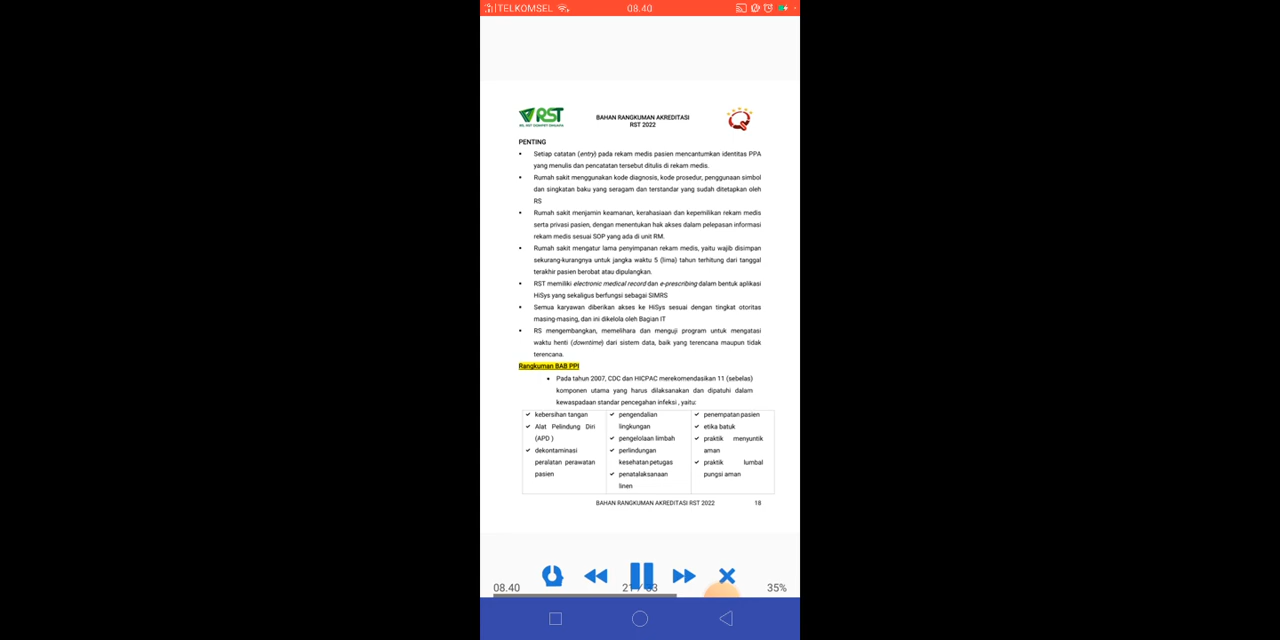 TELKOMSEL
08.40
RST
BAHAN RANGKUMAN AKREDITASI
RST 2022
PENTING
• Setiap catatan (entry) pada rekam medis pasien mencantumkan identitas PPA
yang menulis dan pencatatan tersebut ditulis di rekam medis.
• Rumah sakit menggunakan kode diagnosis, kode prosedur, penggunaan simbol
dan singkatan baku yang seragam dan terstandar yang sudah ditetapkan oleh
RS
• Rumah sakit menjamin keamanan, kerahasiaan dan kepemilikan rekam medis
serta privasi pasien, dengan menentukan hak akses dalam pelepasan informasi
rekam medis sesuai SOP yang ada di unit RM.
• Rumah sakit mengatur lama penyimpanan rekam medis, yaitu wajib disimpan
sekurang-kurangnya untuk jangka waktu 5 (lima) tahun terhitung dari tanggal
terakhir pasien berobat atau dipulangkan.
• RST memiliki electronic medical record dan e-prescribing dalam bentuk aplikasi
HiSys yang sekaligus berfungsi sebagai SIMRS
• Semua karyawan diberikan akses ke HiSys sesuai dengan tingkat otoritas
masing-masing, dan ini dikelola oleh Bagian IT
• RS mengembangkan, memelihara dan menguji program untuk mengatasi
waktu henti (downtime) dari sistem data, baik yang terencana maupun tidak
terencana.
Rangkuman BAB PPI
• Pada tahun 2007, CDC dan HICPAC merekomendasikan 11 (sebelas)
komponen utama yang harus dilaksanakan dan dipatuhi dalam
kewaspadaan standar pencegahan infeksi , yaitu:
✓ kebersihan tangan
✓ Alat Pelindung Diri
(APD )
✓ dekontaminasi
peralatan perawatan
pasien
✓ pengendalian
lingkungan
✓ pengelolaan limbah
✓ perlindungan
kesehatan petugas
✓ penatalaksanaan
linen
✓ penempatan pasien
✓ etika batuk
✓ praktik menyuntik
aman
✓ praktik lumbal
pungsi aman
BAHAN RANGKUMAN AKREDITASI RST 2022 18
08.40
35%